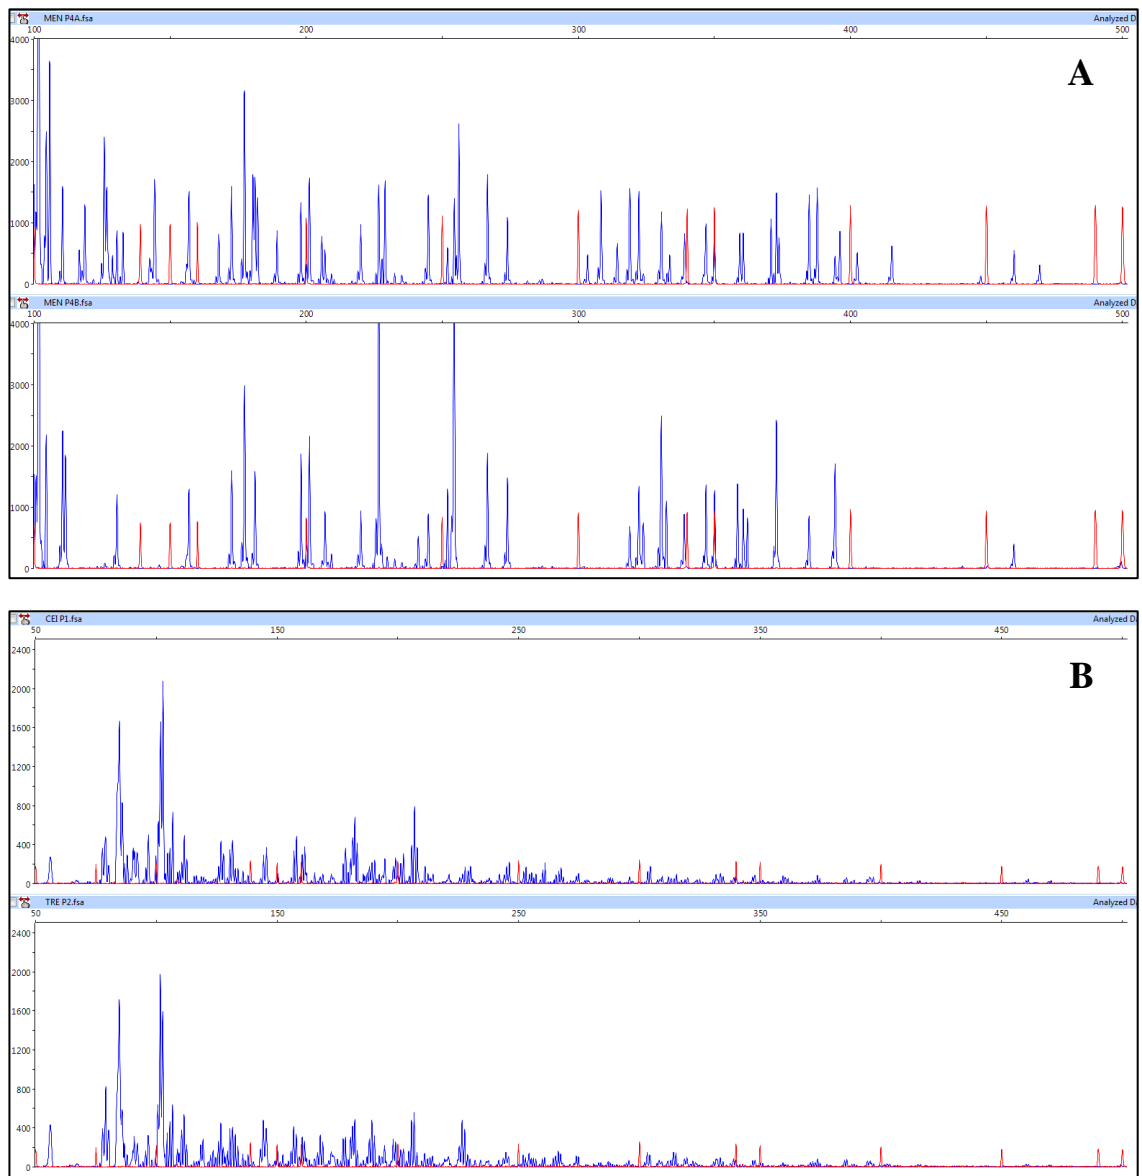 MEN P4A.fsa Analyzed D
100 200 300 400 500
A
4000
3000
2000
1000
0
MEN P4B.fsa Analyzed D
100 200 300 400 500
4000
3000
2000
1000
0
CEI P1.fsa Analyzed D
50 150 250 350 450
B
2400
2000
1600
1200
800
400
0
TRE P2.fsa Analyzed D
50 150 250 350 450
2400
2000
1600
1200
800
400
0